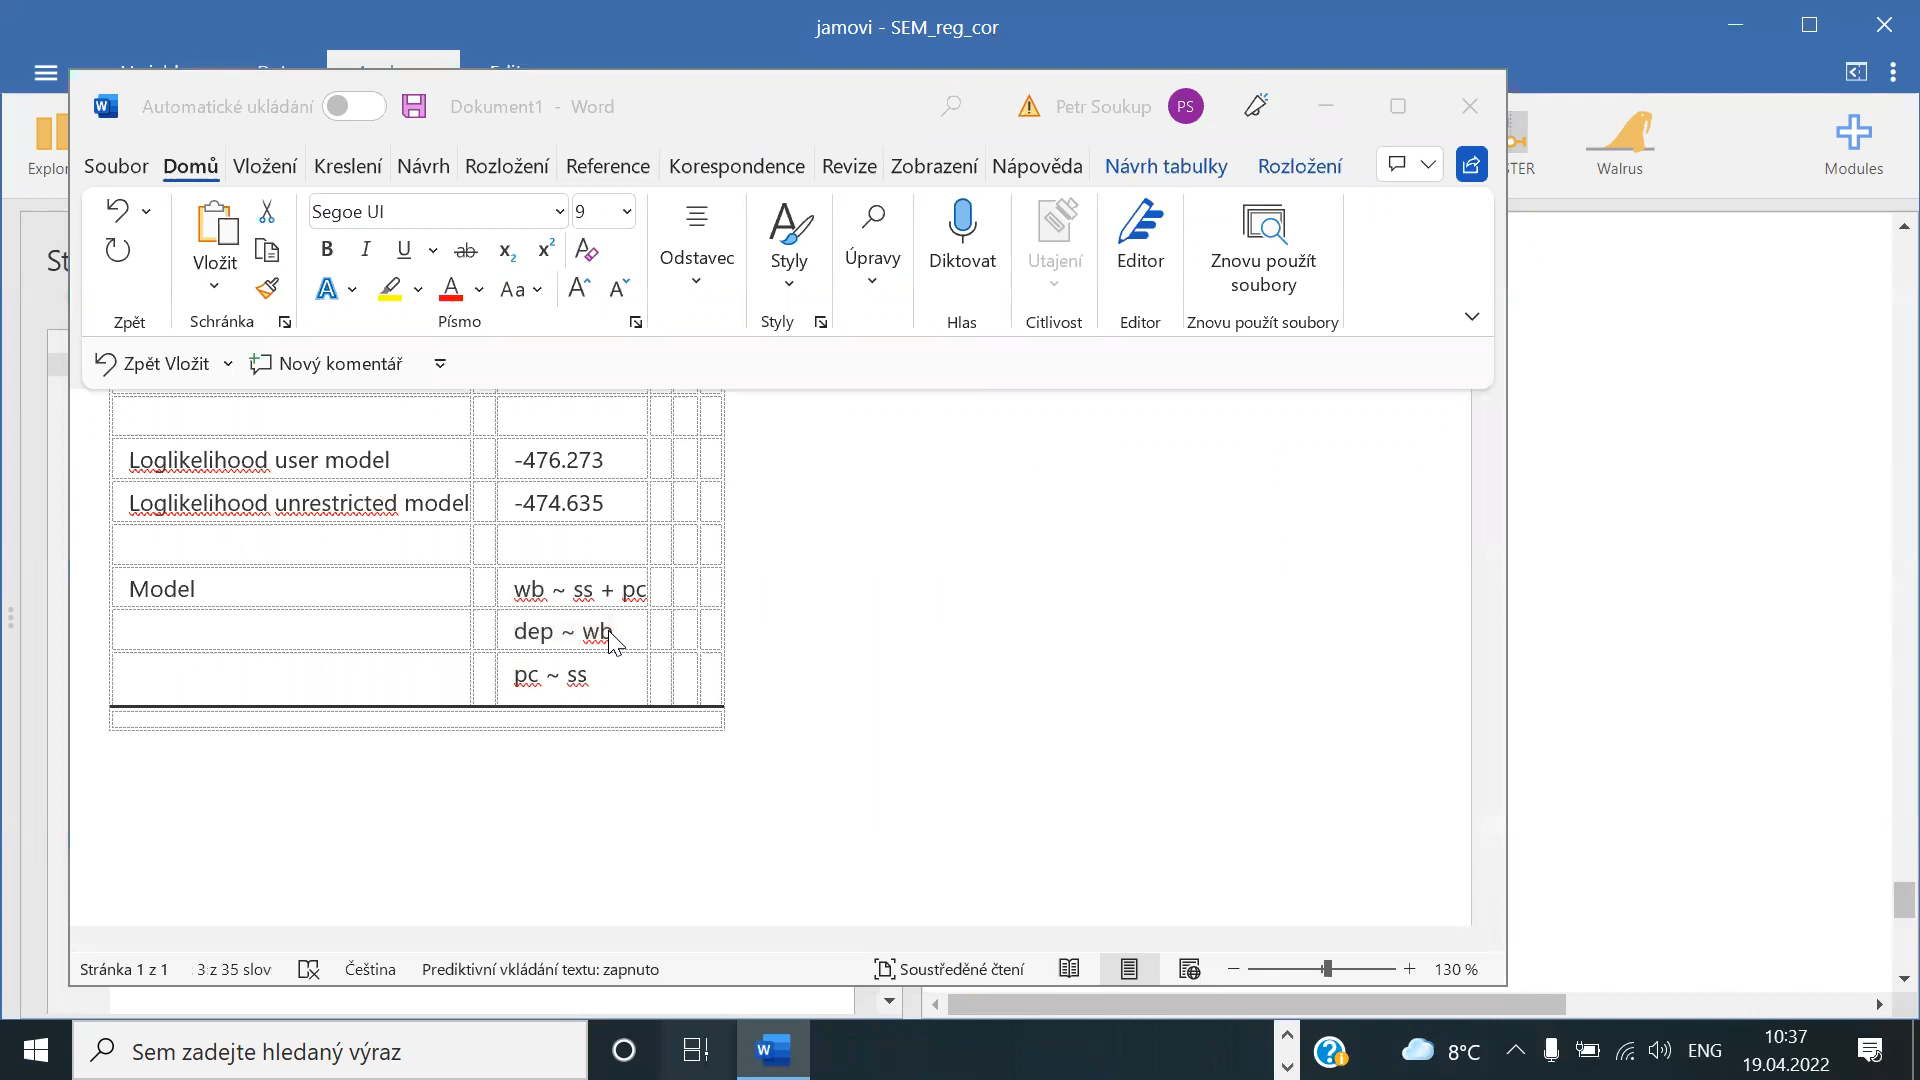 jamovi - SEM_reg_cor
Automatické ukládání
Dokument1 - Word
Petr Soukup
PS
Soubor Domů Vložení Kreslení Návrh Rozložení Reference Korespondence Revize Zobrazení Nápověda Návrh tabulky Rozložení
Explor
Vložit
Segoe UI
9
Odstavec
Styly
Úpravy
Diktovat
Utajení
Editor
Znovu použít
soubory
Zpět
Schránka
Písmo
Styly
Hlas
Citlivost
Editor
Znovu použít soubory
Zpět Vložit
Nový komentář
TER
Walrus
Modules
St
Loglikelihood user model -476.273
Loglikelihood unrestricted model -474.635
Model wb ~ ss + pc
dep ~ wb
pc ~ ss
Stránka 1 z 1
3 z 35 slov
Čeština
Prediktivní vkládání textu: zapnuto
Soustředěné čtení
130 %
Sem zadejte hledaný výraz
8°C
ENG
10:37
19.04.2022